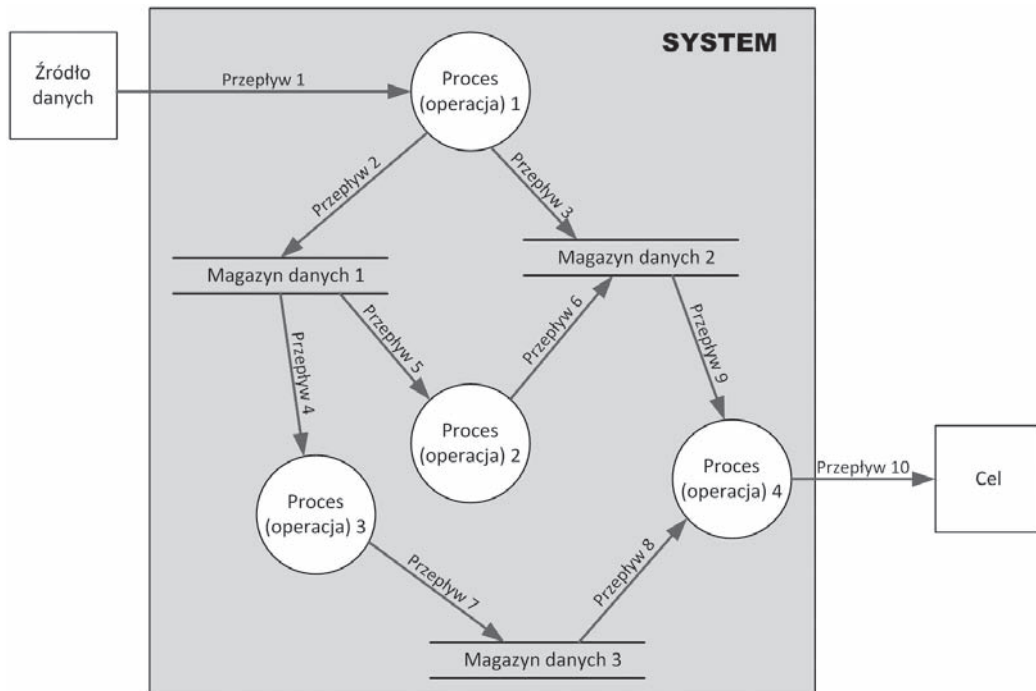 SYSTEM
Źródło
danych
Przepływ 1
Proces
(operacja) 1
Przepływ 2
Przepływ 3
Magazyn danych 1
Magazyn danych 2
Przepływ 4
Przepływ 5
Przepływ 6
Przepływ 9
Proces
(operacja) 2
Proces
(operacja) 3
Proces
(operacja) 4
Przepływ 10
Cel
Przepływ 7
Przepływ 8
Magazyn danych 3